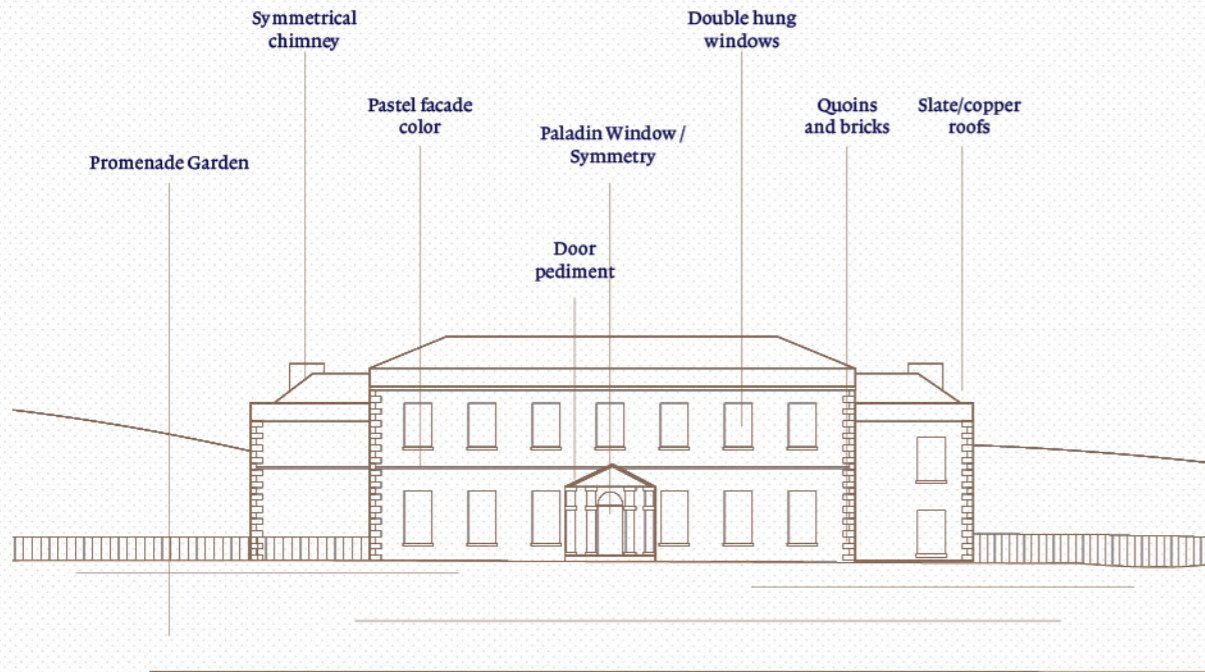 Symmetrical
chimney
Double hung
windows
Pastel facade
color
Quoins
and bricks
Slate/copper
roofs
Paladin Window /
Symmetry
Promenade Garden
Door
pediment